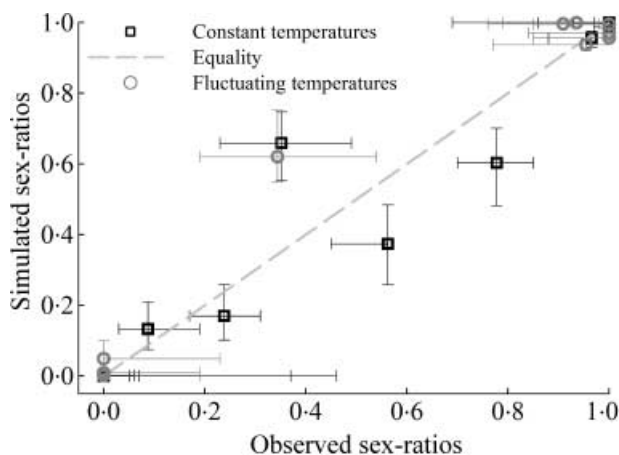 1·0
Constant temperatures
Equality
0·8
Fluctuating temperatures
0·6
0·4
0·2
0·0
Simulated sex-ratios
0·0 0·2 0·4 0·6 0·8 1·0
Observed sex-ratios